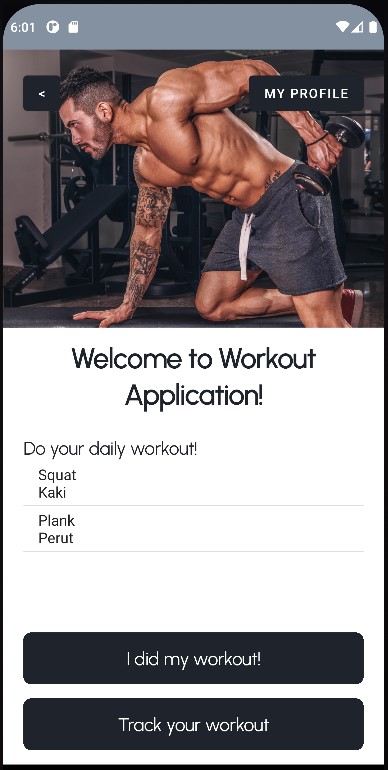 6:01
<
MY PROFILE
Welcome to Workout
Application!
Do your daily workout!
Squat
Kaki
Plank
Perut
I did my workout!
Track your workout